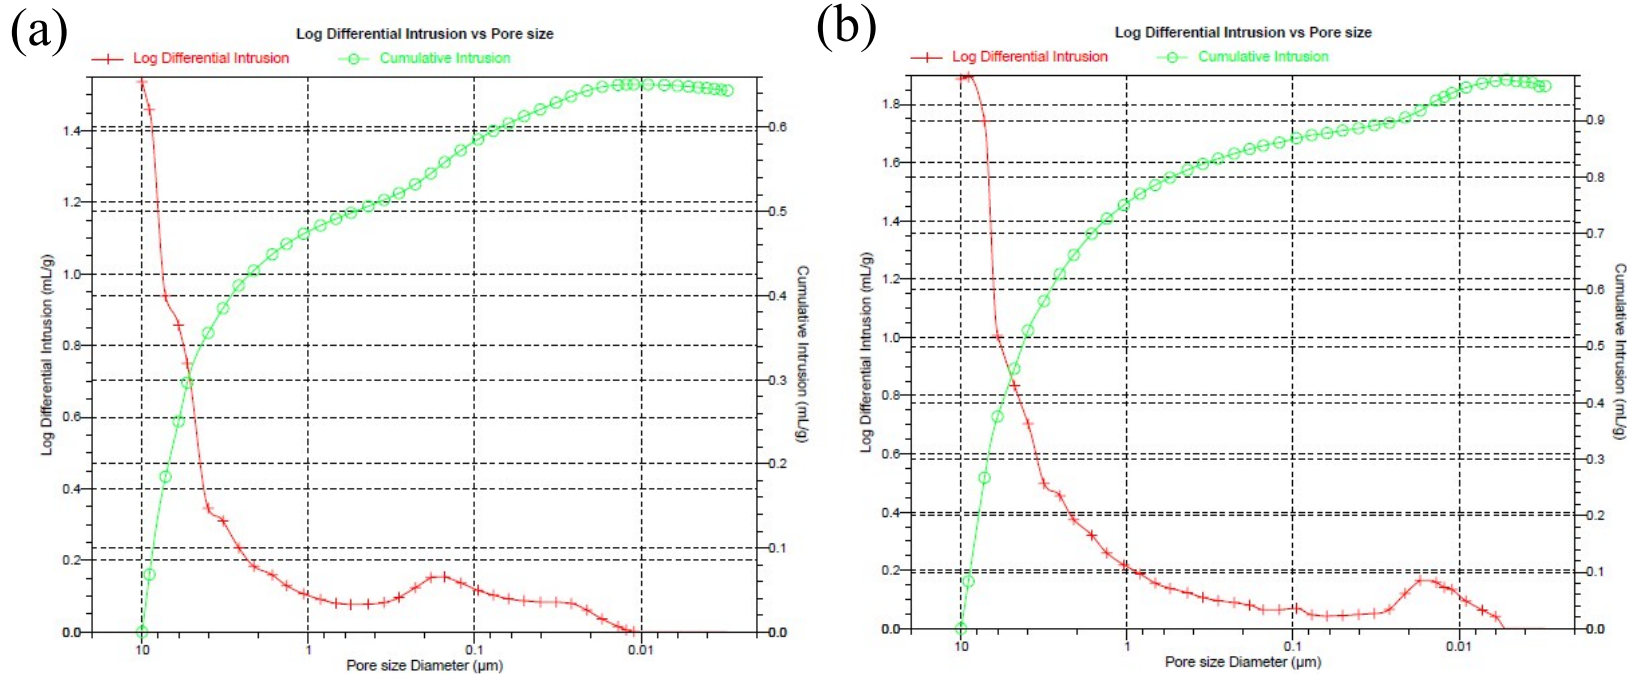 (a)
Log Differential Intrusion vs Pore size
Log Differential Intrusion
Cumulative Intrusion
Log Differential Intrusion (mL/g)
1.4
1.2
1.0
0.8
0.6
0.4
0.2
0.0
0.6
0.5
0.4
0.3
0.2
0.1
0.0
Cumulative Intrusion (mL/g)
10 1 0.1 0.01
Pore size Diameter (µm)
(b)
Log Differential Intrusion vs Pore size
Log Differential Intrusion
Cumulative Intrusion
Log Differential Intrusion (mL/g)
1.8
1.6
1.4
1.2
1.0
0.8
0.6
0.4
0.2
0.0
0.9
0.8
0.7
0.6
0.5
0.4
0.3
0.2
0.1
0.0
Cumulative Intrusion (mL/g)
10 1 0.1 0.01
Pore size Diameter (µm)